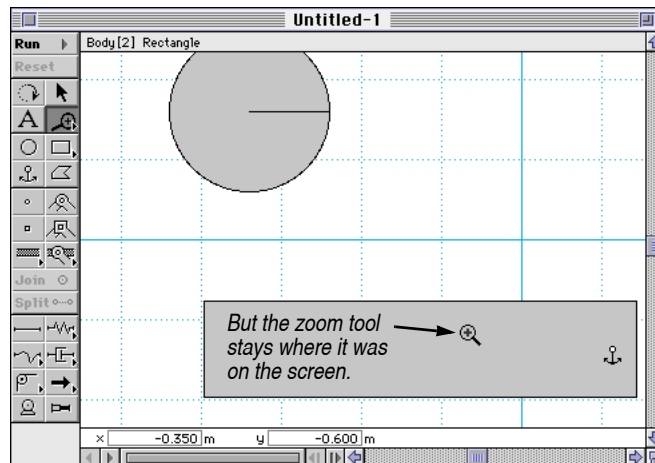 Untitled-1
Run
Body[2] Rectangle
Reset
A
But the zoom tool
stays where it was
on the screen.
Join
Split
x -0.350 m y -0.600 m